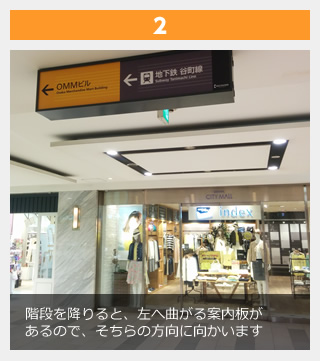 2
← OMMビル
Osaka Merchandise Mart Building
← 地下鉄 谷町線
Subway Tanimachi Line
index
階段を降りると、左へ曲がる案内板が
あるので、そちらの方向に向かいます